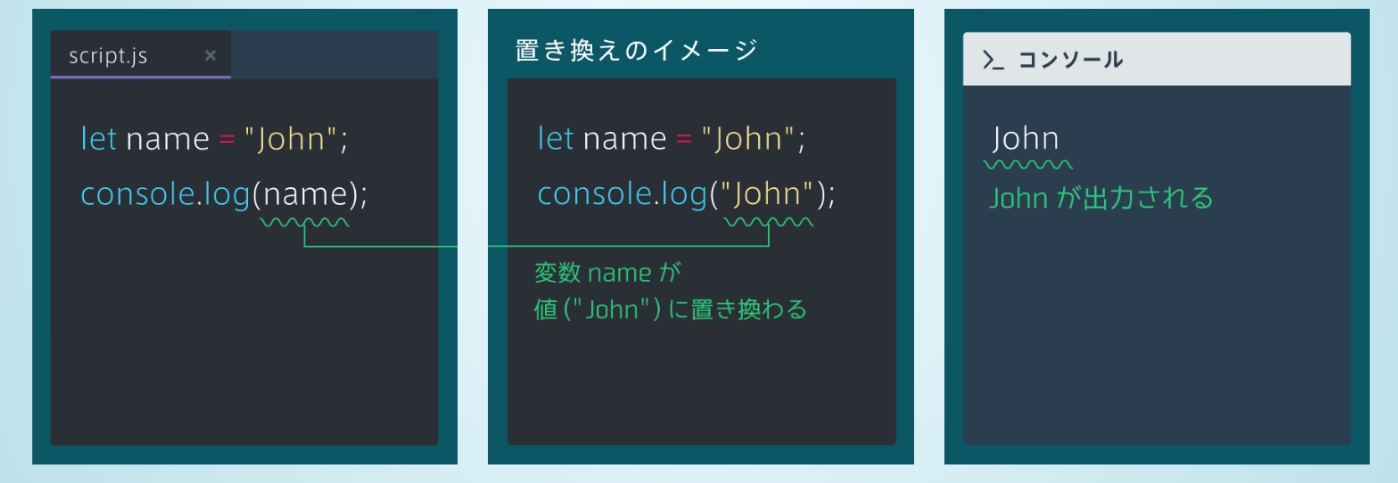 script.js ×
let name = "John";
console.log(name);
置き換えのイメージ
let name = "John";
console.log("John");
変数 name が
値 ("John") に置き換わる
コンソール
John
John が出力される